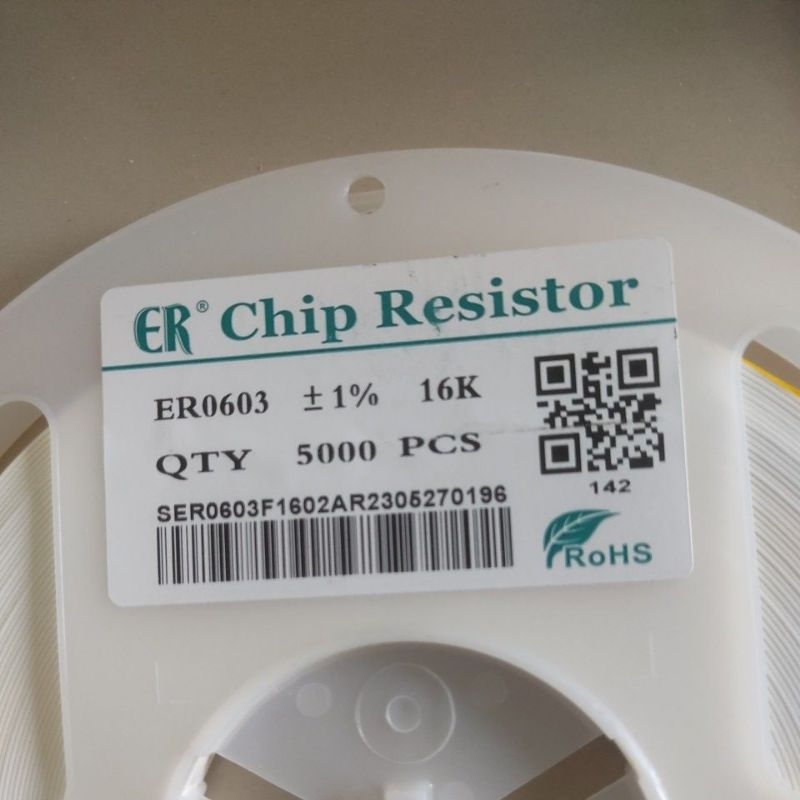 ER® Chip Resistor
ER0603 ±1% 16K
QTY 5000 PCS
SER0603F1602AR2305270196
142
RoHS